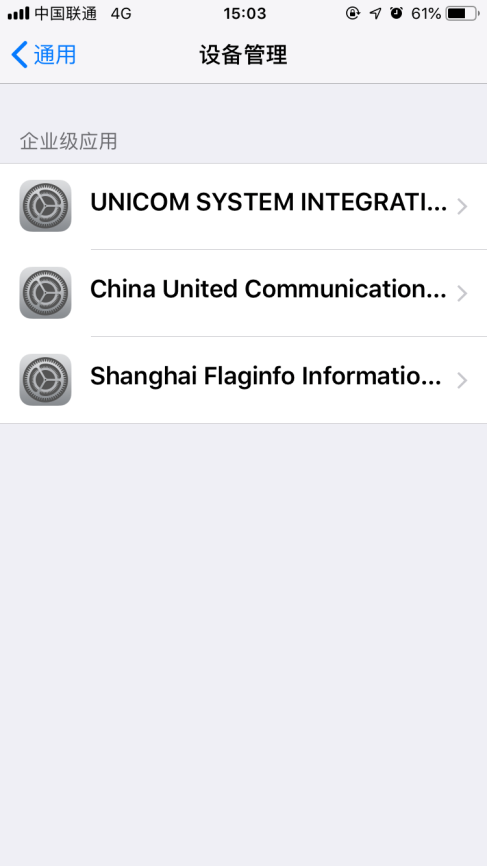 中国联通 4G 15:03 61%
通用 设备管理
企业级应用
UNICOM SYSTEM INTEGRATI...
China United Communication...
Shanghai Flaginfo Informatio...